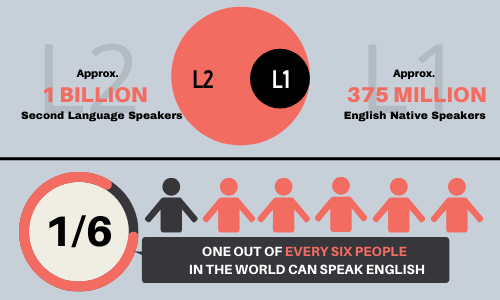 L2
Approx.
1 BILLION
Second Language Speakers
L2
L1
L1
Approx.
375 MILLION
English Native Speakers
1/6
ONE OUT OF EVERY SIX PEOPLE
IN THE WORLD CAN SPEAK ENGLISH